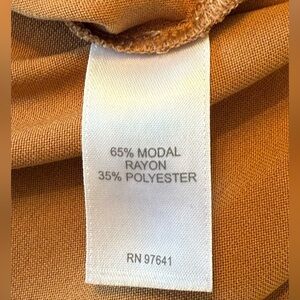 65% MODAL
RAYON
35% POLYESTER
RN 97641